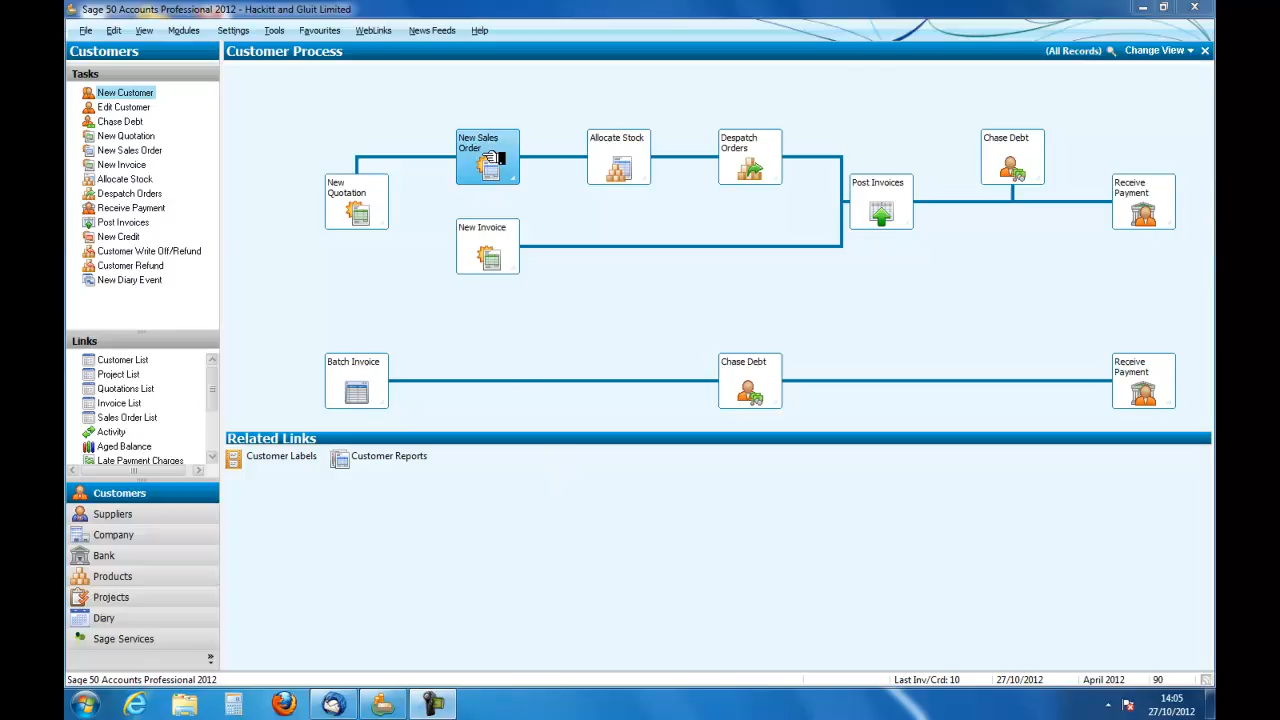 Sage 50 Accounts Professional 2012 - Hackitt and Gluit Limited
File Edit View Modules Settings Tools Favourites WebLinks News Feeds Help
Customers
Customer Process
(All Records)
Change View
Tasks
New Customer
Edit Customer
Chase Debt
New Quotation
New Sales Order
New Invoice
Allocate Stock
Despatch Orders
Receive Payment
Post Invoices
New Credit
Customer Write Off/Refund
Customer Refund
New Diary Event
Links
Customer List
Project List
Quotations List
Invoice List
Sales Order List
Activity
Aged Balance
Late Payment Charges
Customers
Suppliers
Company
Bank
Products
Projects
Diary
Sage Services
New Sales
Order
Allocate Stock
Despatch
Orders
Chase Debt
New
Quotation
Post Invoices
Receive
Payment
New Invoice
Batch Invoice
Chase Debt
Receive
Payment
Related Links
Customer Labels
Customer Reports
Sage 50 Accounts Professional 2012
Last Inv/Crd: 10
27/10/2012
April 2012
90
14:05
27/10/2012